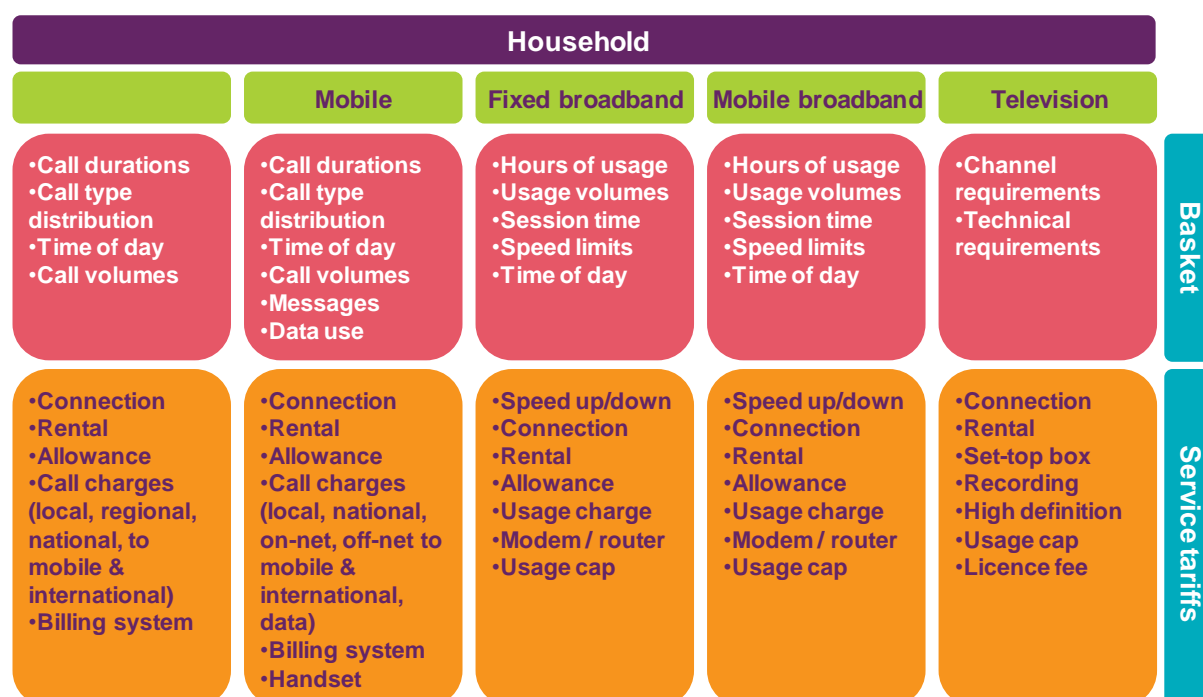 Household
Mobile
Fixed broadband
Mobile broadband
Television
•Call durations
•Call type
distribution
•Time of day
•Call volumes
•Call durations
•Call type
distribution
•Time of day
•Call volumes
•Messages
•Data use
•Hours of usage
•Usage volumes
•Session time
•Speed limits
•Time of day
•Hours of usage
•Usage volumes
•Session time
•Speed limits
•Time of day
•Channel
requirements
•Technical
requirements
Basket
•Connection
•Rental
•Allowance
•Call charges
(local, regional,
national, to
mobile &
international)
•Billing system
•Connection
•Rental
•Allowance
•Call charges
(local, national,
on-net, off-net to
mobile &
international,
data)
•Billing system
•Handset
•Speed up/down
•Connection
•Rental
•Allowance
•Usage charge
•Modem / router
•Usage cap
•Speed up/down
•Connection
•Rental
•Allowance
•Usage charge
•Modem / router
•Usage cap
•Connection
•Rental
•Set-top box
•Recording
•High definition
•Usage cap
•Licence fee
Service tariffs